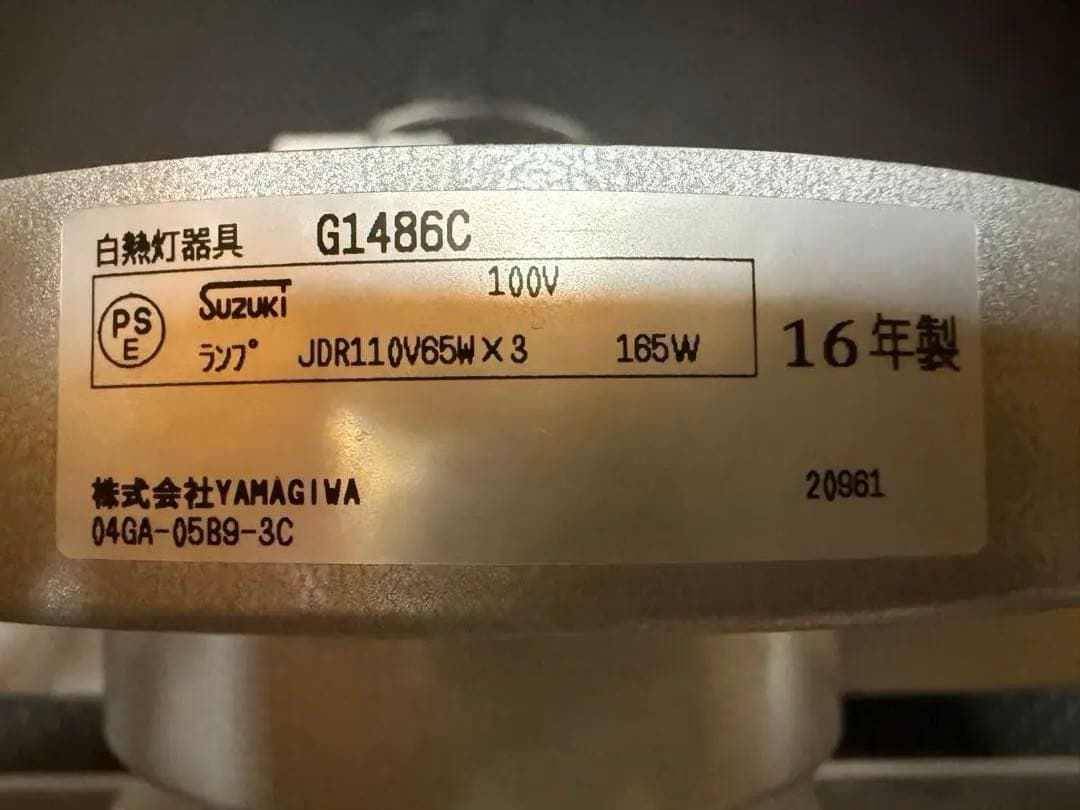 白熱灯器具 G1486C
100V
PS
E
SUZUKI
ランプ JDR110V65W×3 165W
16年製
株式会社YAMAGIWA
04GA-05B9-3C
20961